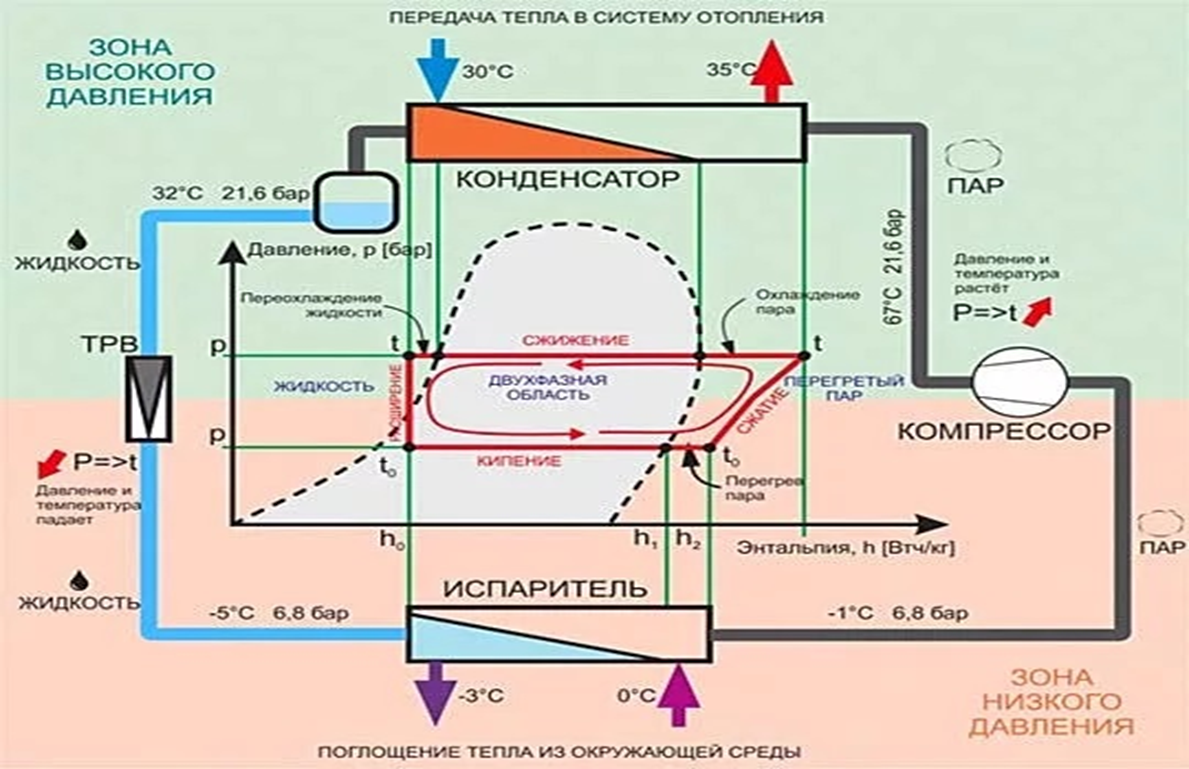 ПЕРЕДАЧА ТЕПЛА В СИСТЕМУ ОТОПЛЕНИЯ
ЗОНА
ВЫСОКОГО
ДАВЛЕНИЯ
30°C
35°C
КОНДЕНСАТОР
ПАР
32°C 21,6 бар
ЖИДКОСТЬ
Давление, p [бар]
67°C 21,6 бар
Давление и
температура
растёт
P=>t
Переохлаждение
жидкости
Охлаждение
пара
ТРВ
p
t
СЖИЖЕНИЕ
t
ЖИДКОСТЬ
РАСШИРЕНИЕ
ДВУХФАЗНАЯ
ОБЛАСТЬ
СЖАТИЕ
ПЕРЕГРЕТЫЙ
ПАР
КОМПРЕССОР
p
P=>t
Давление и
температура
падает
t₀
КИПЕНИЕ
t₀
Перегрев
пара
h₀
h₁
h₂
Энтальпия, h [Втч/кг]
ПАР
ИСПАРИТЕЛЬ
ЖИДКОСТЬ
-5°C 6,8 бар
-1°C 6,8 бар
-3°C
0°C
ЗОНА
НИЗКОГО
ДАВЛЕНИЯ
ПОГЛОЩЕНИЕ ТЕПЛА ИЗ ОКРУЖАЮЩЕЙ СРЕДЫ